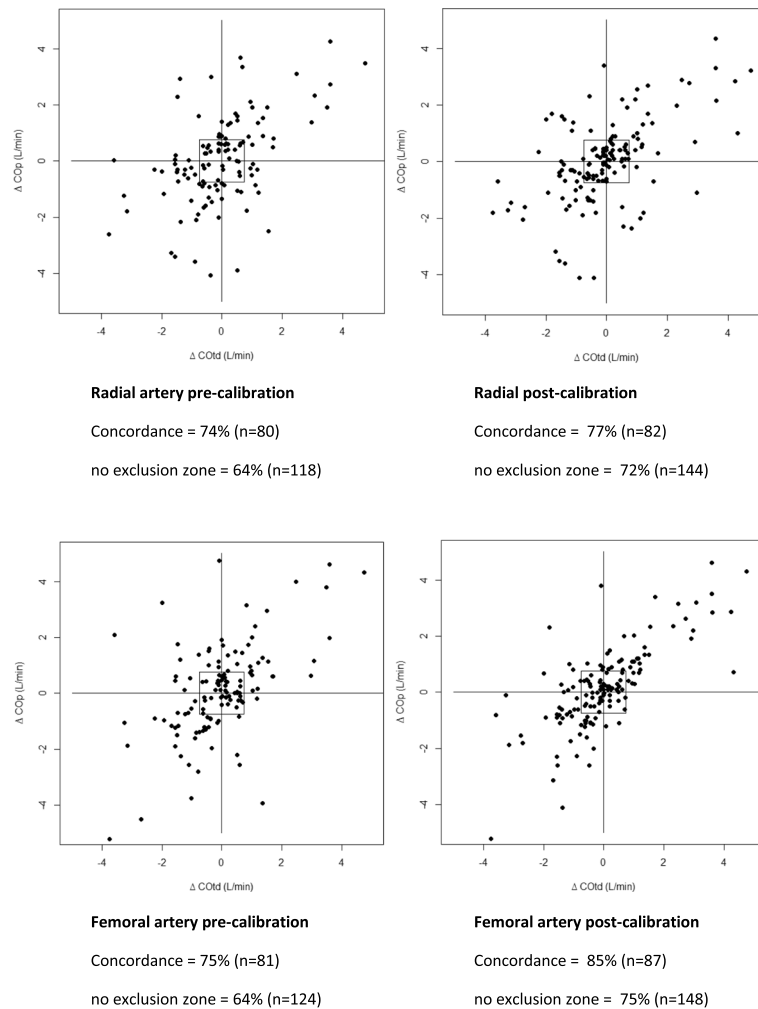 4
2
0
-2
-4
Δ COp (L/min)
-4 -2 0 2 4
Δ COtd (L/min)
4
2
0
-2
-4
Δ COp (L/min)
-4 -2 0 2 4
Δ COtd (L/min)
Radial artery pre-calibration
Concordance = 74% (n=80)
no exclusion zone = 64% (n=118)
Radial post-calibration
Concordance = 77% (n=82)
no exclusion zone = 72% (n=144)
4
2
0
-2
-4
Δ COp (L/min)
-4 -2 0 2 4
Δ COtd (L/min)
4
2
0
-2
-4
Δ COp (L/min)
-4 -2 0 2 4
Δ COtd (L/min)
Femoral artery pre-calibration
Concordance = 75% (n=81)
no exclusion zone = 64% (n=124)
Femoral artery post-calibration
Concordance = 85% (n=87)
no exclusion zone = 75% (n=148)